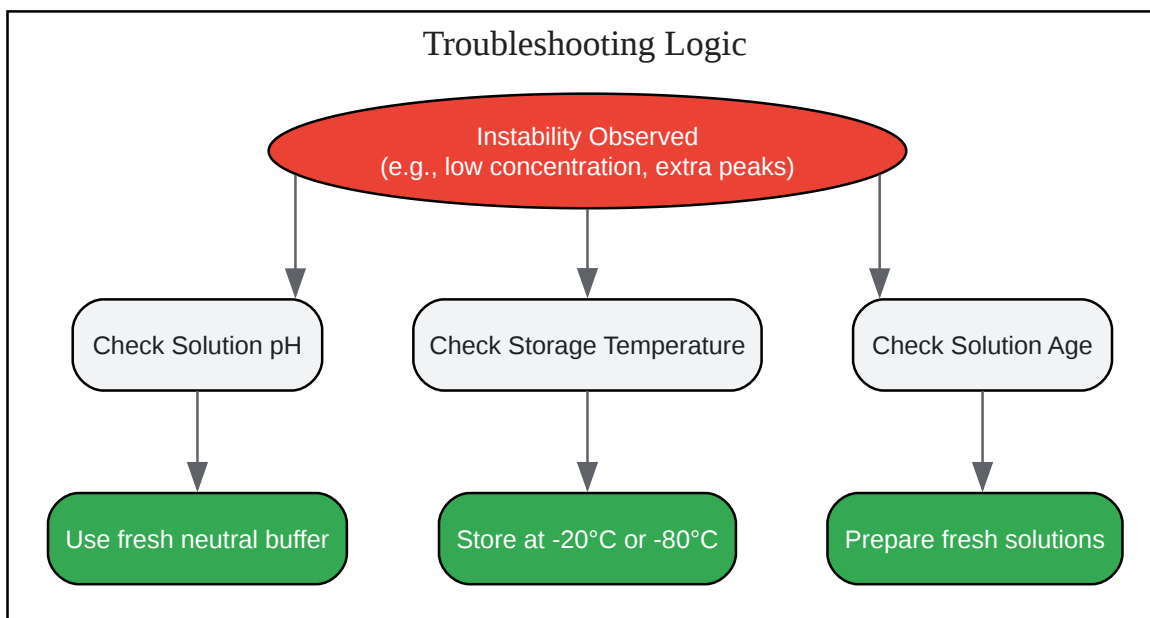 Troubleshooting Logic
Instability Observed
(e.g., low concentration, extra peaks)
Check Solution pH
Check Storage Temperature
Check Solution Age
Use fresh neutral buffer
Store at -20°C or -80°C
Prepare fresh solutions